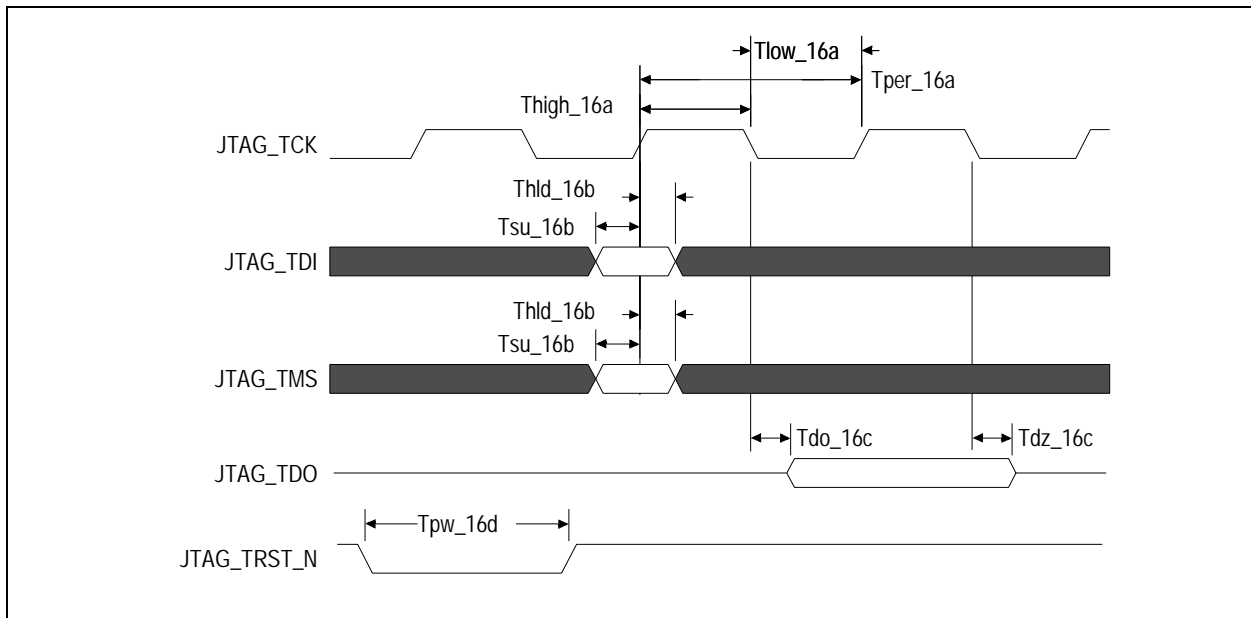 Tlow_16a
Tper_16a
Thigh_16a
JTAG_TCK
Thld_16b
Tsu_16b
JTAG_TDI
Thld_16b
Tsu_16b
JTAG_TMS
Tdo_16c
Tdz_16c
JTAG_TDO
Tpw_16d
JTAG_TRST_N